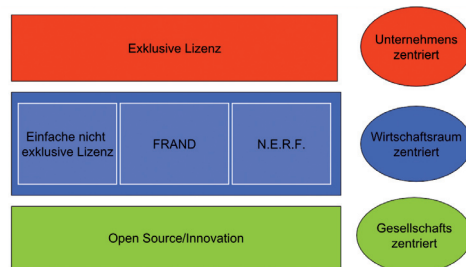 Exklusive Lizenz
Unternehmens
zentriert
Einfache nicht
exklusive Lizenz
FRAND
N.E.R.F.
Wirtschaftsraum
zentriert
Open Source/Innovation
Gesellschafts
zentriert